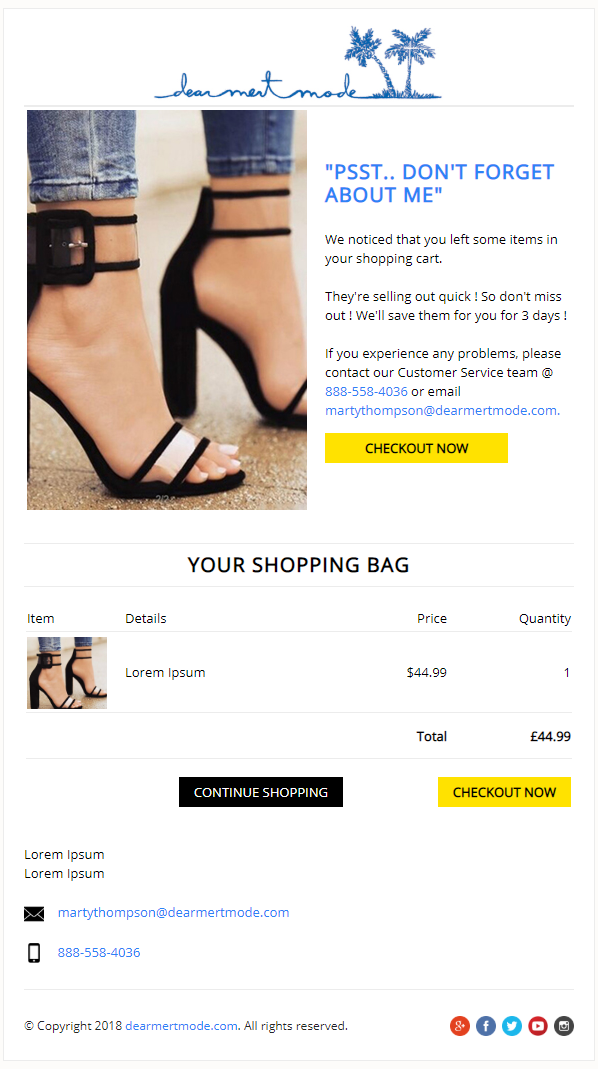 dearmertmode
"PSST.. DON'T FORGET
ABOUT ME"
We noticed that you left some items in
your shopping cart.
They're selling out quick ! So don't miss
out ! We'll save them for you for 3 days !
If you experience any problems, please
contact our Customer Service team @
888-558-4036 or email
martythompson@dearmertmode.com.
CHECKOUT NOW
YOUR SHOPPING BAG
Item Details Price Quantity
Lorem Ipsum $44.99 1
Total £44.99
CONTINUE SHOPPING CHECKOUT NOW
Lorem Ipsum
Lorem Ipsum
martythompson@dearmertmode.com
888-558-4036
© Copyright 2018 dearmertmode.com. All rights reserved.